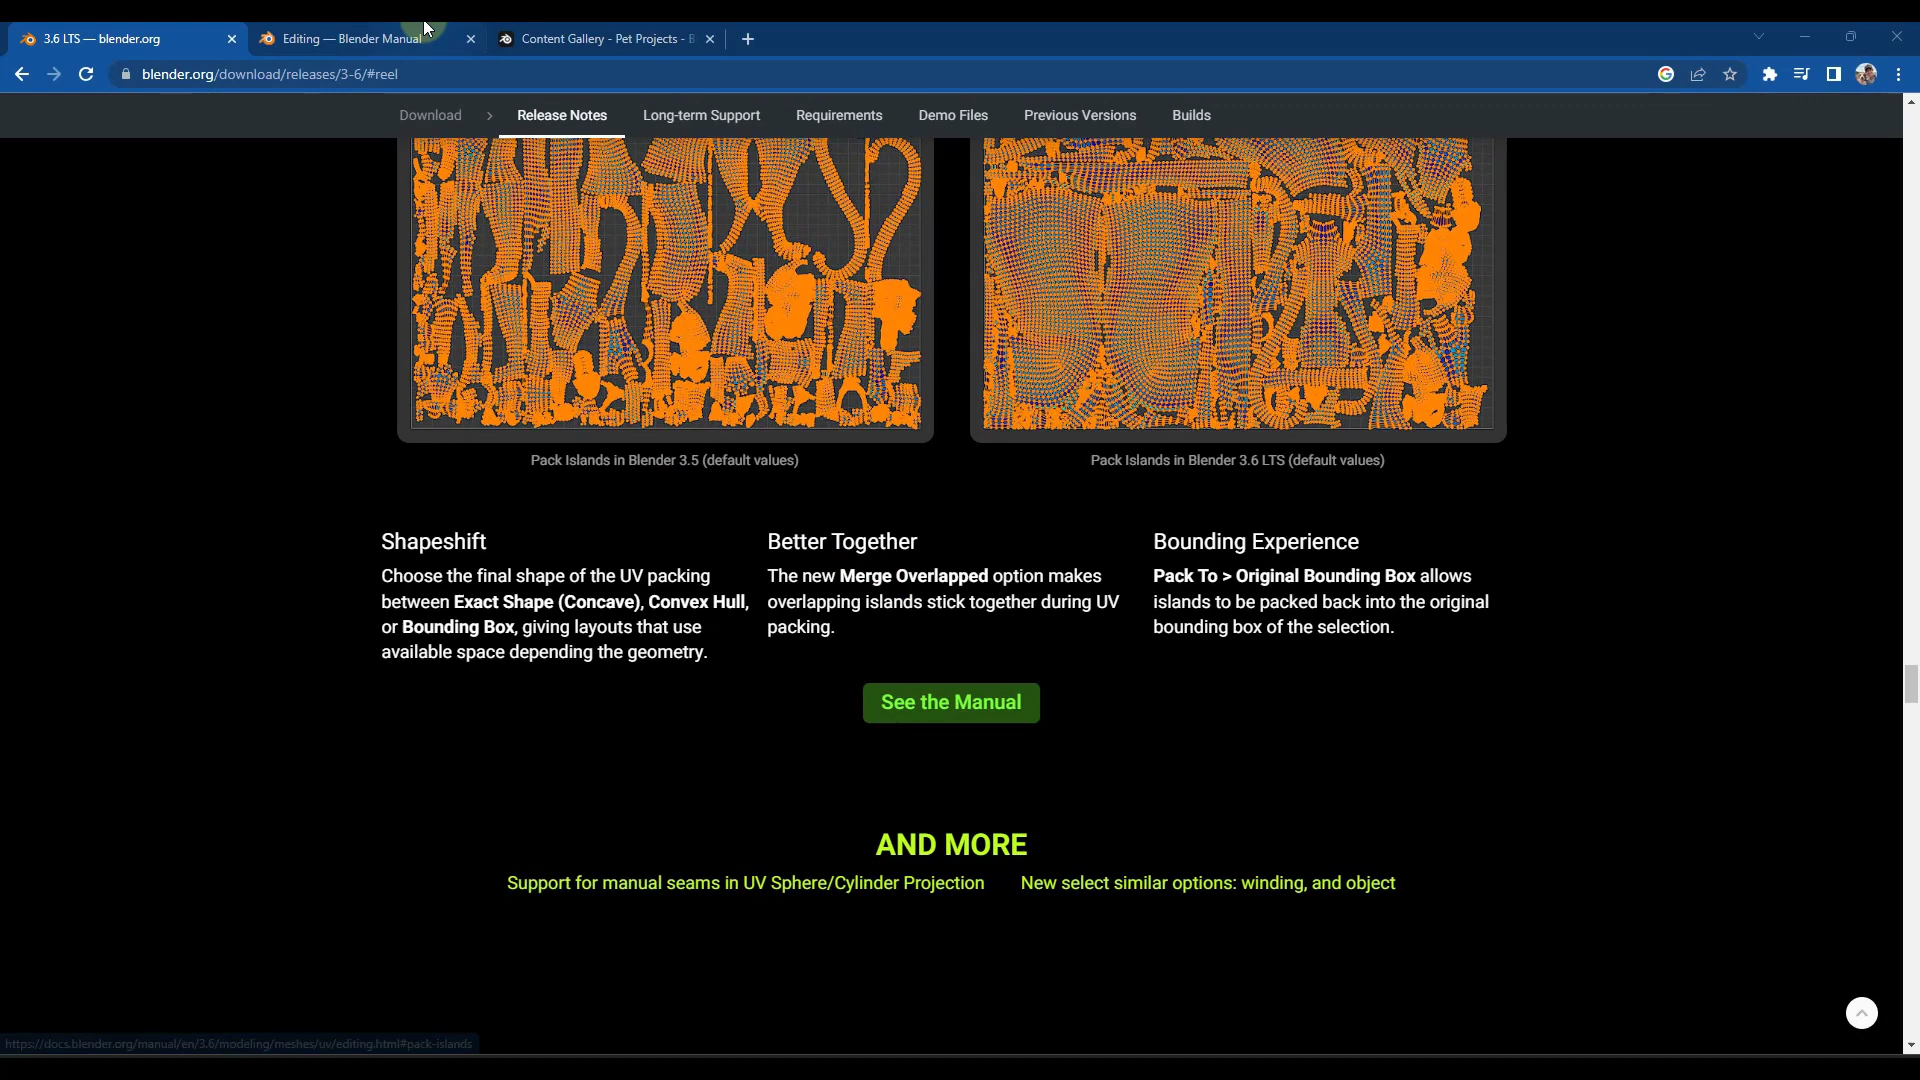 3.6 LTS — blender.org
Editing — Blender Manual
Content Gallery - Pet Projects - B
blender.org/download/releases/3-6/#reel
Download
Release Notes
Long-term Support
Requirements
Demo Files
Previous Versions
Builds
Pack Islands in Blender 3.5 (default values)
Pack Islands in Blender 3.6 LTS (default values)
Shapeshift
Choose the final shape of the UV packing
between Exact Shape (Concave), Convex Hull,
or Bounding Box, giving layouts that use
available space depending the geometry.
Better Together
The new Merge Overlapped option makes
overlapping islands stick together during UV
packing.
Bounding Experience
Pack To > Original Bounding Box allows
islands to be packed back into the original
bounding box of the selection.
See the Manual
AND MORE
Support for manual seams in UV Sphere/Cylinder Projection
New select similar options: winding, and object
https://docs.blender.org/manual/en/3.6/modeling/meshes/uv/editing.html#pack-islands